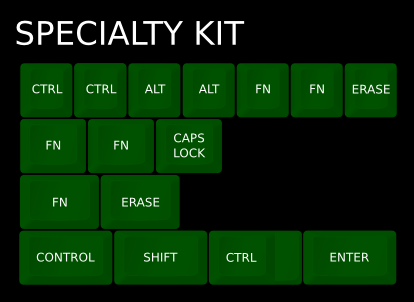 SPECIALTY KIT
CTRL CTRL ALT ALT FN FN ERASE
FN FN CAPS LOCK
FN ERASE
CONTROL SHIFT CTRL ENTER